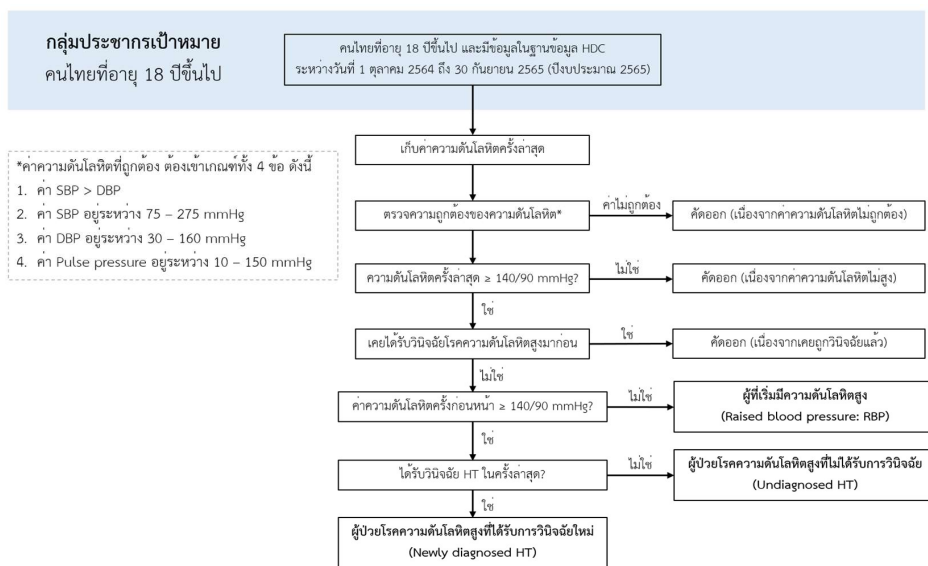 กลุ่มประชากรเป้าหมาย
คนไทยที่อายุ 18 ปีขึ้นไป
คนไทยที่อายุ 18 ปีขึ้นไป และมีข้อมูลในฐานข้อมูล HDC
ระหว่างวันที่ 1 ตุลาคม 2564 ถึง 30 กันยายน 2565 (ปีงบประมาณ 2565)
เก็บค่าความดันโลหิตครั้งล่าสุด
*ค่าความดันโลหิตที่ถูกต้อง ต้องเข้าเกณฑ์ทั้ง 4 ข้อ ดังนี้
1. ค่า SBP > DBP
2. ค่า SBP อยู่ระหว่าง 75 – 275 mmHg
3. ค่า DBP อยู่ระหว่าง 30 – 160 mmHg
4. ค่า Pulse pressure อยู่ระหว่าง 10 – 150 mmHg
ตรวจความถูกต้องของความดันโลหิต*
ค่าไม่ถูกต้อง
คัดออก (เนื่องจากค่าความดันโลหิตไม่ถูกต้อง)
ความดันโลหิตครั้งล่าสุด ≥ 140/90 mmHg?
ไม่ใช่
คัดออก (เนื่องจากค่าความดันโลหิตไม่สูง)
ใช่
เคยได้รับวินิจฉัยโรคความดันโลหิตสูงมาก่อน
ใช่
คัดออก (เนื่องจากเคยถูกวินิจฉัยแล้ว)
ไม่ใช่
ค่าความดันโลหิตครั้งก่อนหน้า ≥ 140/90 mmHg?
ไม่ใช่
ผู้ที่เริ่มมีความดันโลหิตสูง
(Raised blood pressure: RBP)
ใช่
ได้รับวินิจฉัย HT ในครั้งล่าสุด?
ไม่ใช่
ผู้ป่วยโรคความดันโลหิตสูงที่ไม่ได้รับการวินิจฉัย
(Undiagnosed HT)
ใช่
ผู้ป่วยโรคความดันโลหิตสูงที่ได้รับการวินิจฉัยใหม่
(Newly diagnosed HT)